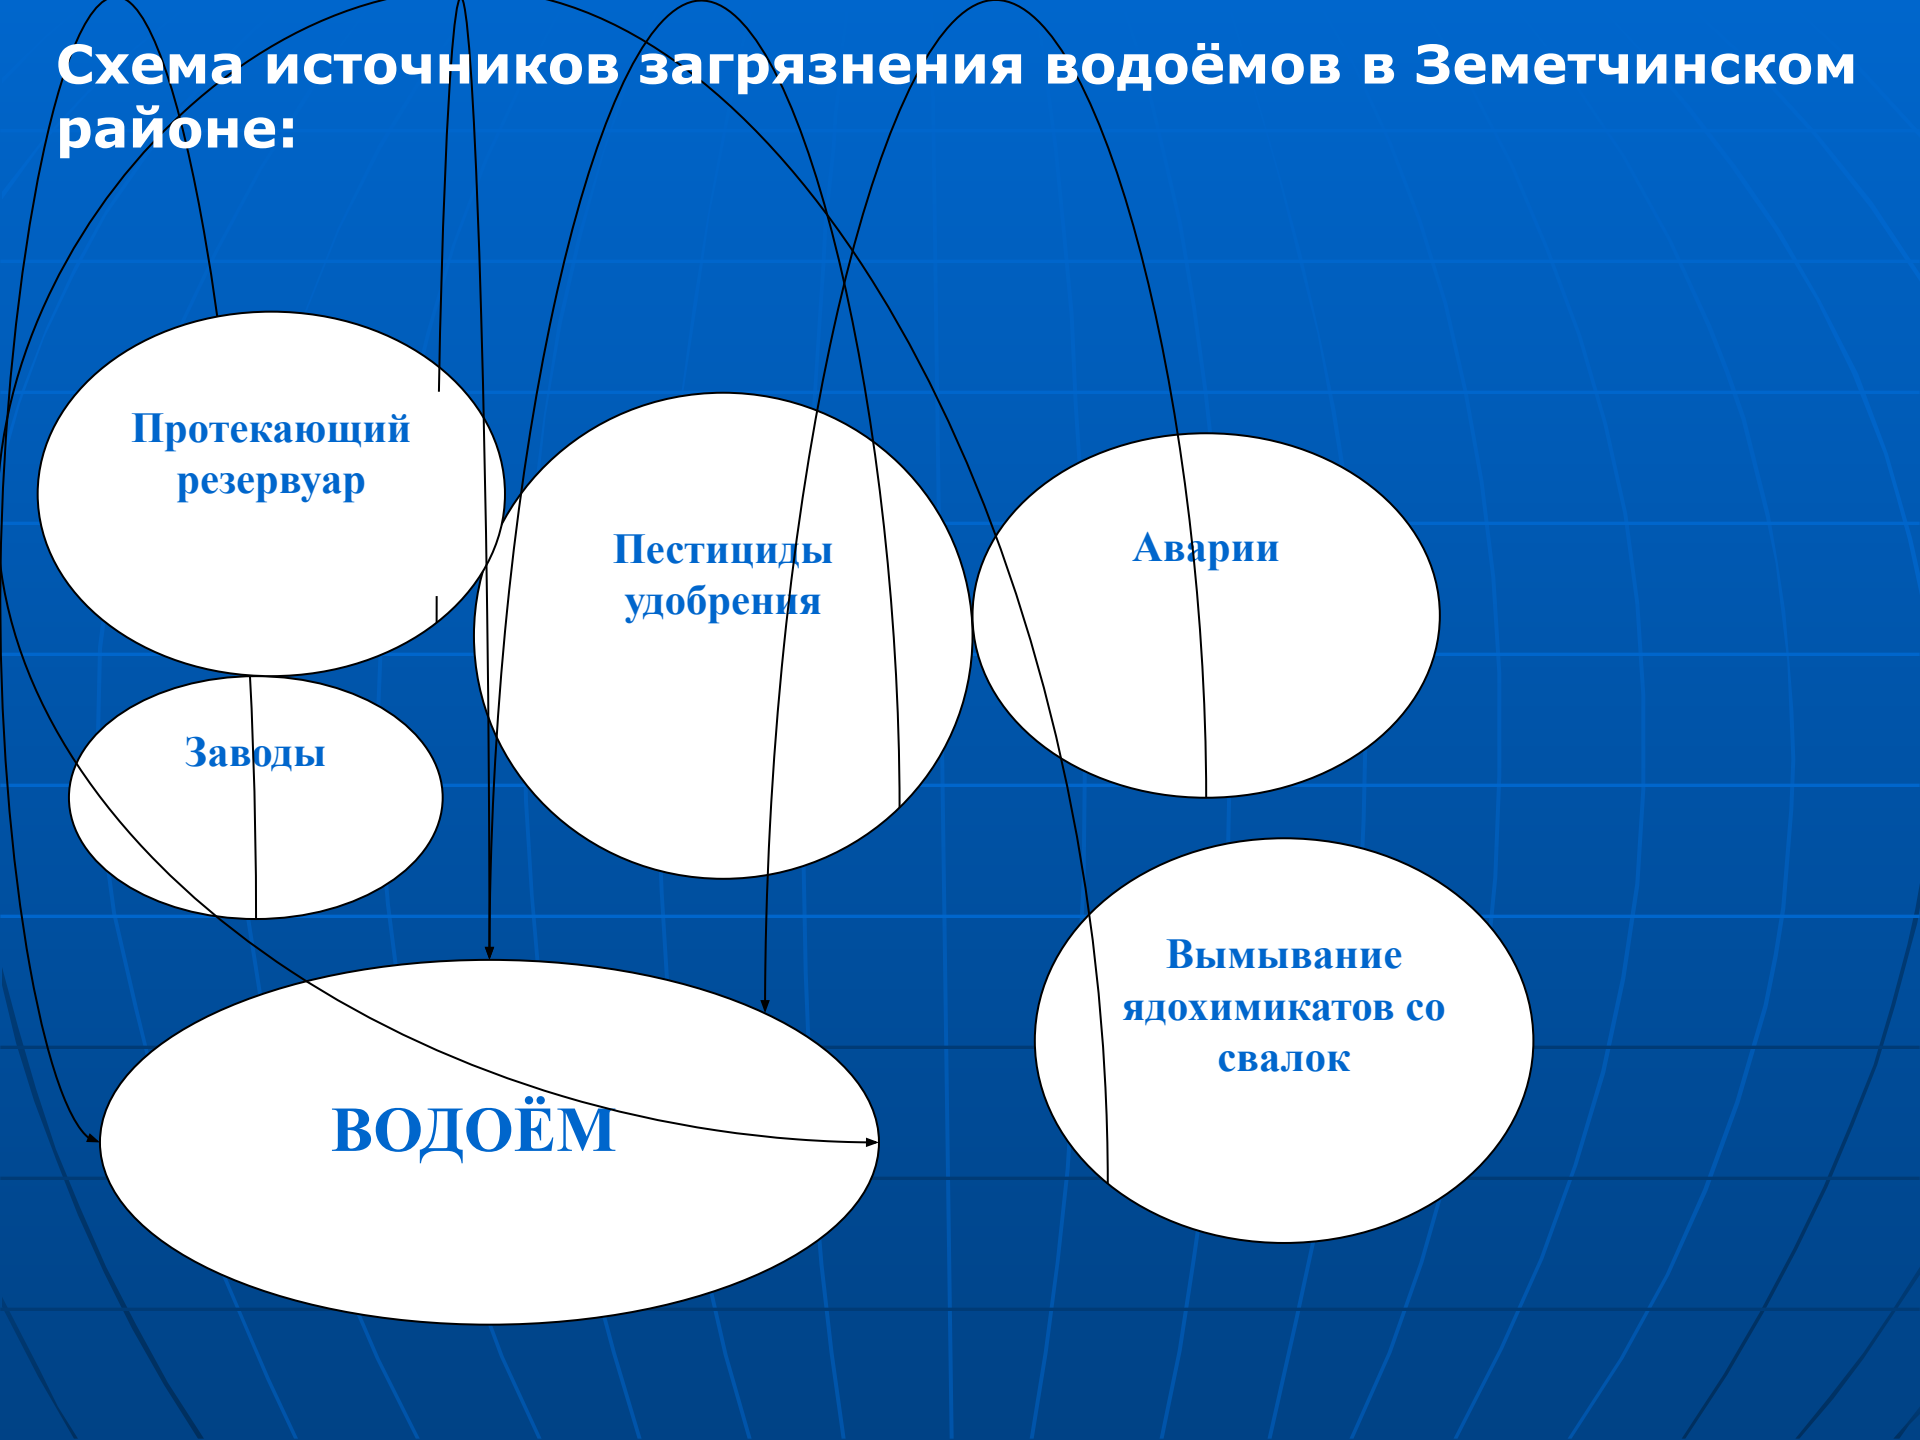 Схема источников загрязнения водоёмов в Земетчинском
районе:
Протекающий
резервуар
Пестициды
удобрения
Аварии
Заводы
Вымывание
ядохимикатов со
свалок
ВОДОЁМ